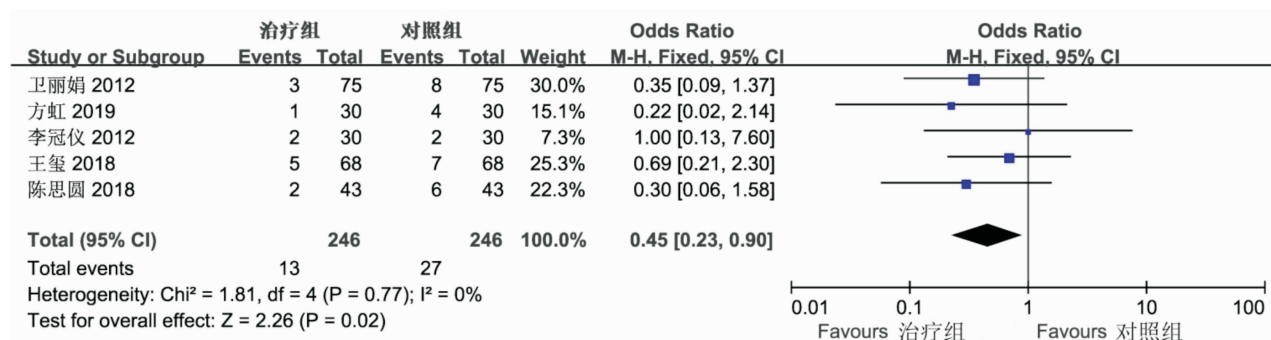 治疗组 对照组 Odds Ratio Odds Ratio
Study or Subgroup Events Total Events Total Weight M-H, Fixed, 95% CI M-H, Fixed, 95% CI
卫丽娟 2012 3 75 8 75 30.0% 0.35 [0.09, 1.37]
方虹 2019 1 30 4 30 15.1% 0.22 [0.02, 2.14]
李冠仪 2012 2 30 2 30 7.3% 1.00 [0.13, 7.60]
王玺 2018 5 68 7 68 25.3% 0.69 [0.21, 2.30]
陈思圆 2018 2 43 6 43 22.3% 0.30 [0.06, 1.58]
Total (95% CI) 246 246 100.0% 0.45 [0.23, 0.90]
Total events 13 27
Heterogeneity: Chi² = 1.81, df = 4 (P = 0.77); I² = 0%
Test for overall effect: Z = 2.26 (P = 0.02)
0.01 0.1 1 10 100
Favours 治疗组 Favours 对照组